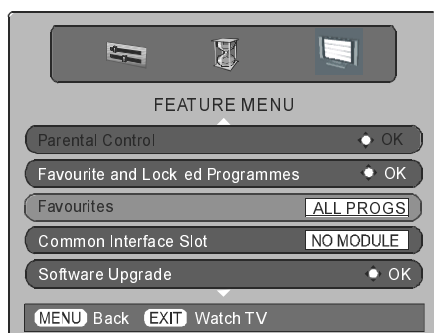 FEATURE MENU
Parental Control OK
Favourite and Lock ed Programmes OK
Favourites ALL PROGS
Common Interface Slot NO MODULE
Software Upgrade OK
MENU Back EXIT Watch TV